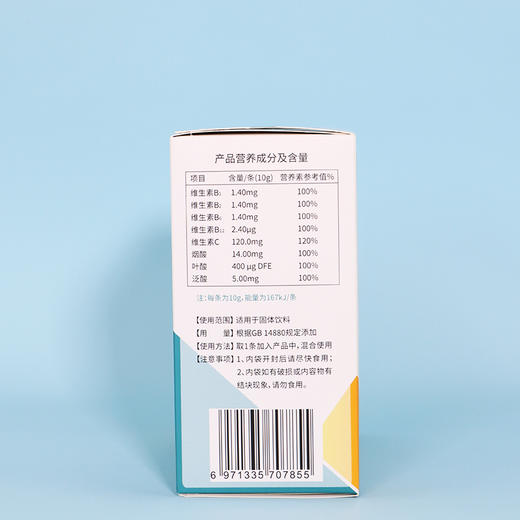 产品营养成分及含量
项目 含量/条(10g) 营养素参考值%
维生素B₁ 1.40mg 100%
维生素B₂ 1.40mg 100%
维生素B₆ 1.40mg 100%
维生素B₁₂ 2.40μg 100%
维生素C 120.0mg 120%
烟酸 14.00mg 100%
叶酸 400 μg DFE 100%
泛酸 5.00mg 100%
注:每条为10g,能量为167kJ/条
【使用范围】适用于固体饮料
【用 量】根据GB 14880规定添加
【使用方法】取1条加入产品中,混合使用
【注意事项】1、内袋开封后请尽快食用;
2、内袋如有破损或内容物有
结块现象,请勿食用。
6 971335 707855